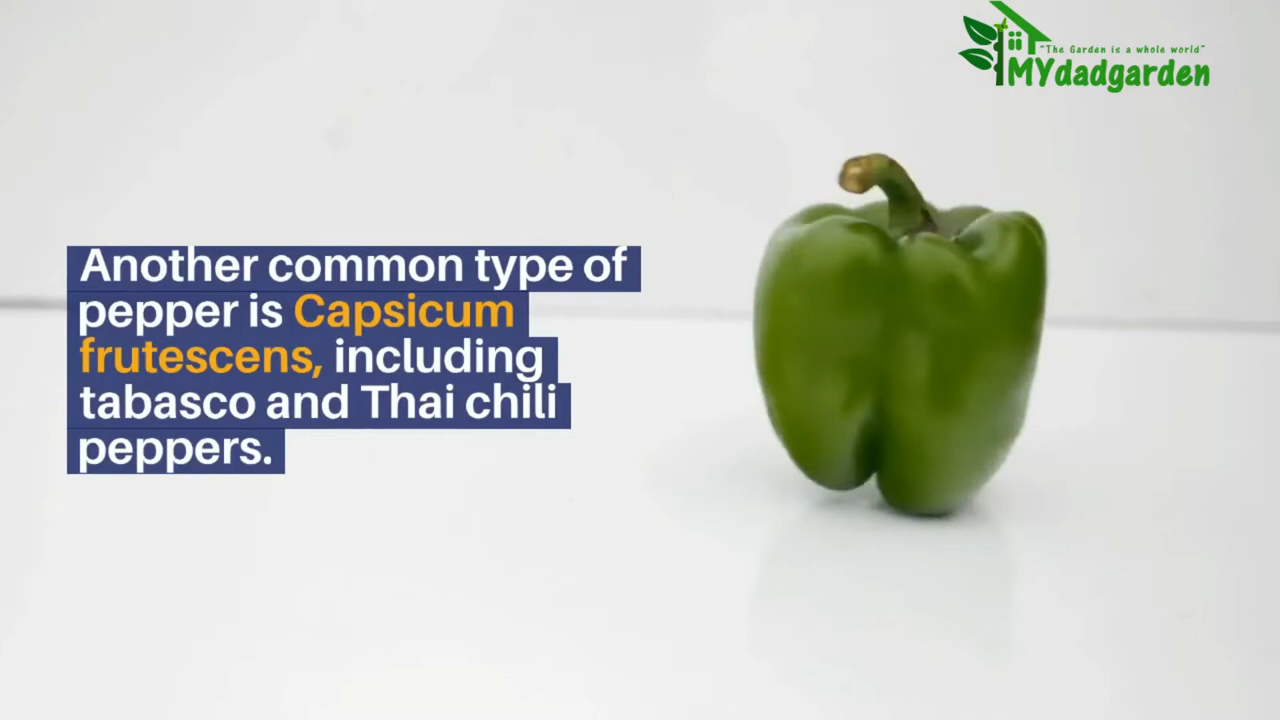 "The Garden is a whole world"
MYdadgarden
Another common type of
pepper is Capsicum
frutescens, including
tabasco and Thai chili
peppers.